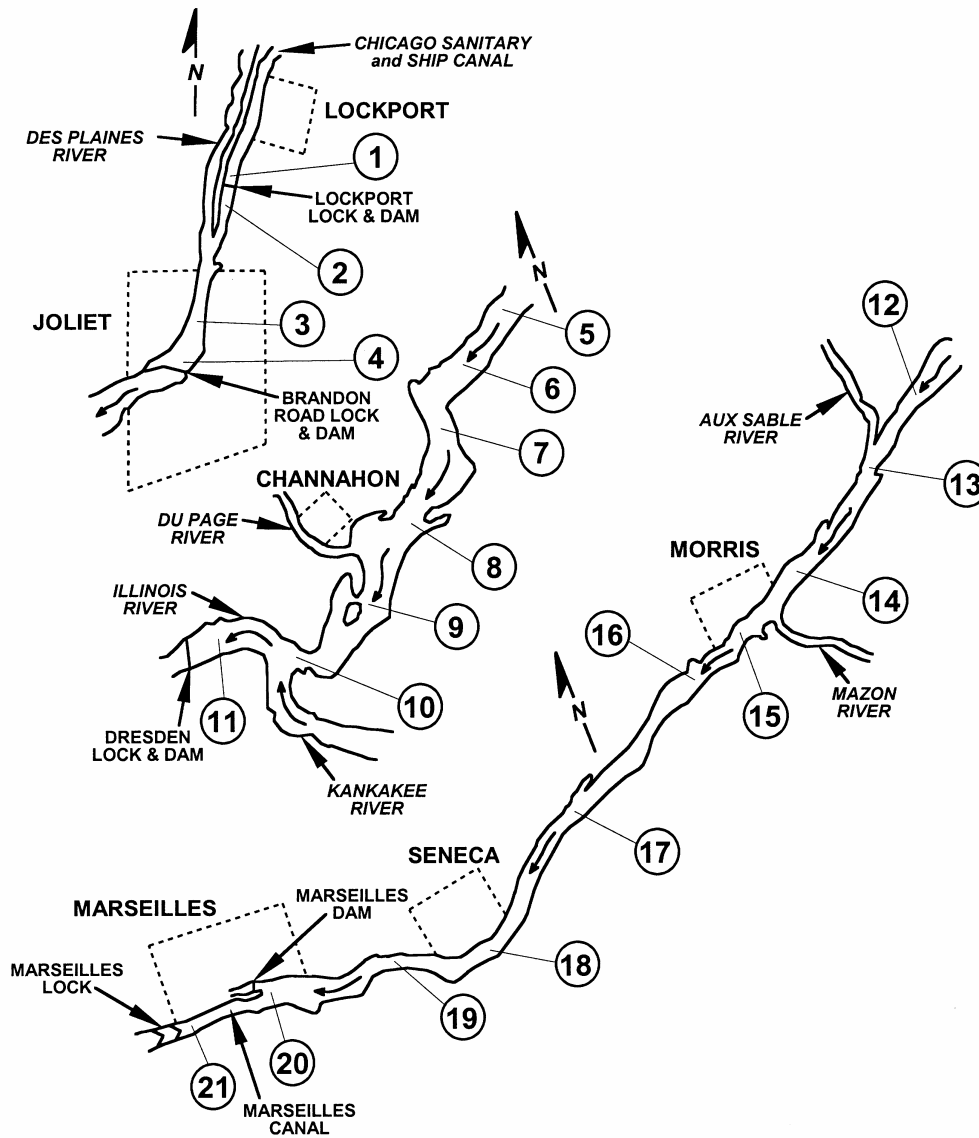 N
CHICAGO SANITARY
and SHIP CANAL
LOCKPORT
DES PLAINES
RIVER
1
LOCKPORT
LOCK & DAM
2
JOLIET
3
4
BRANDON
ROAD LOCK
& DAM
N
5
6
7
CHANNAHON
DU PAGE
RIVER
8
ILLINOIS
RIVER
9
10
11
DRESDEN
LOCK & DAM
KANKAKEE
RIVER
12
AUX SABLE
RIVER
13
MORRIS
14
16
15
MAZON
RIVER
N
17
SENECA
MARSEILLES
MARSEILLES
DAM
18
MARSEILLES
LOCK
19
20
21
MARSEILLES
CANAL